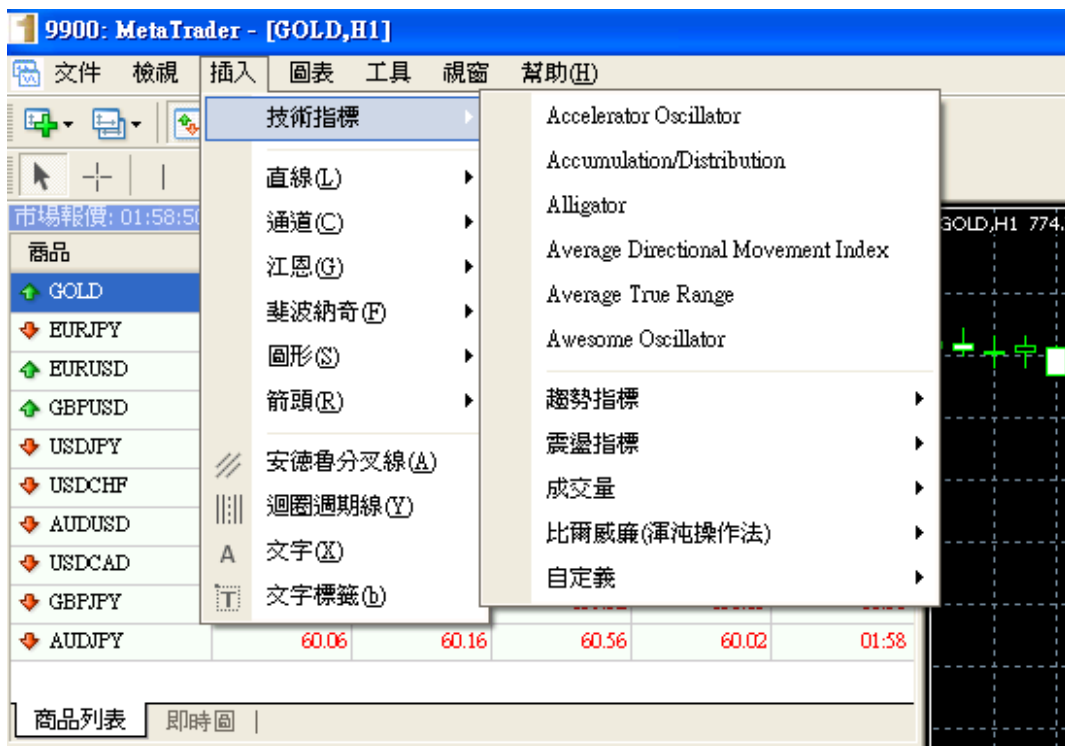 9900: MetaTrader - [GOLD,H1]
文件 檢視 插入 圖表 工具 視窗 幫助(H)
技術指標
直線(L)
通道(C)
江恩(G)
斐波納奇(F)
圖形(S)
箭頭(R)
安德魯分叉線(A)
迴圈週期線(Y)
A 文字(X)
T 文字標籤(b)
Accelerator Oscillator
Accumulation/Distribution
Alligator
Average Directional Movement Index
Average True Range
Awesome Oscillator
趨勢指標
震盪指標
成交量
比爾威廉(渾沌操作法)
自定義
市場報價: 01:58:50
商品
GOLD
EURJPY
EURUSD
GBPUSD
USDJPY
USDCHF
AUDUSD
USDCAD
GBPJPY
AUDJPY 60.06 60.16 60.56 60.02 01:58
商品列表 即時圖
GOLD,H1 774.